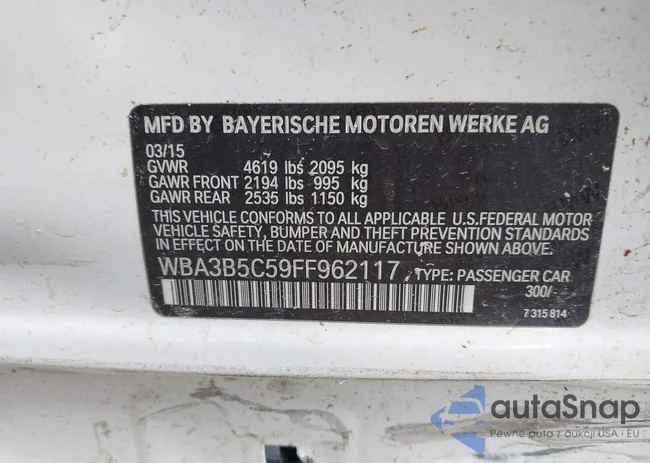 MFD BY BAYERISCHE MOTOREN WERKE AG
03/15
GVWR 4619 lbs 2095 kg
GAWR FRONT 2194 lbs 995 kg
GAWR REAR 2535 lbs 1150 kg
THIS VEHICLE CONFORMS TO ALL APPLICABLE U.S.FEDERAL MOTOR
VEHICLE SAFETY, BUMPER AND THEFT PREVENTION STANDARDS
IN EFFECT ON THE DATE OF MANUFACTURE SHOWN ABOVE.
WBA3B5C59FF962117 TYPE: PASSENGER CAR
300/-
7 315 814
autoSnap
Pewne auta z aukcji USA i EU